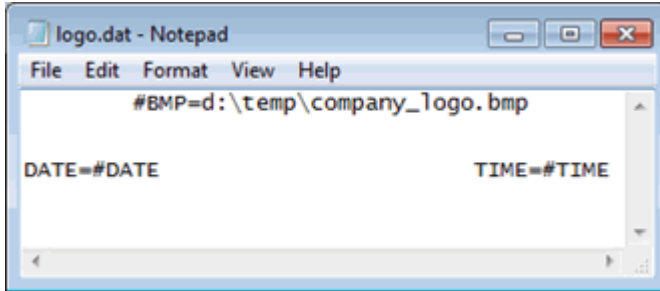 logo.dat - Notepad
File Edit Format View Help
#BMP=d:\temp\company_logo.bmp
DATE=#DATE TIME=#TIME